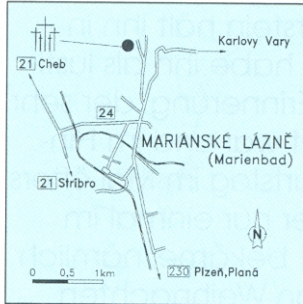 Karlovy Vary
21 Cheb
24
MARIÁNSKÉ LÁZNĚ
(Marienbad)
21 Stříbro
N
0 0,5 1km
230 Plzeň,Planá